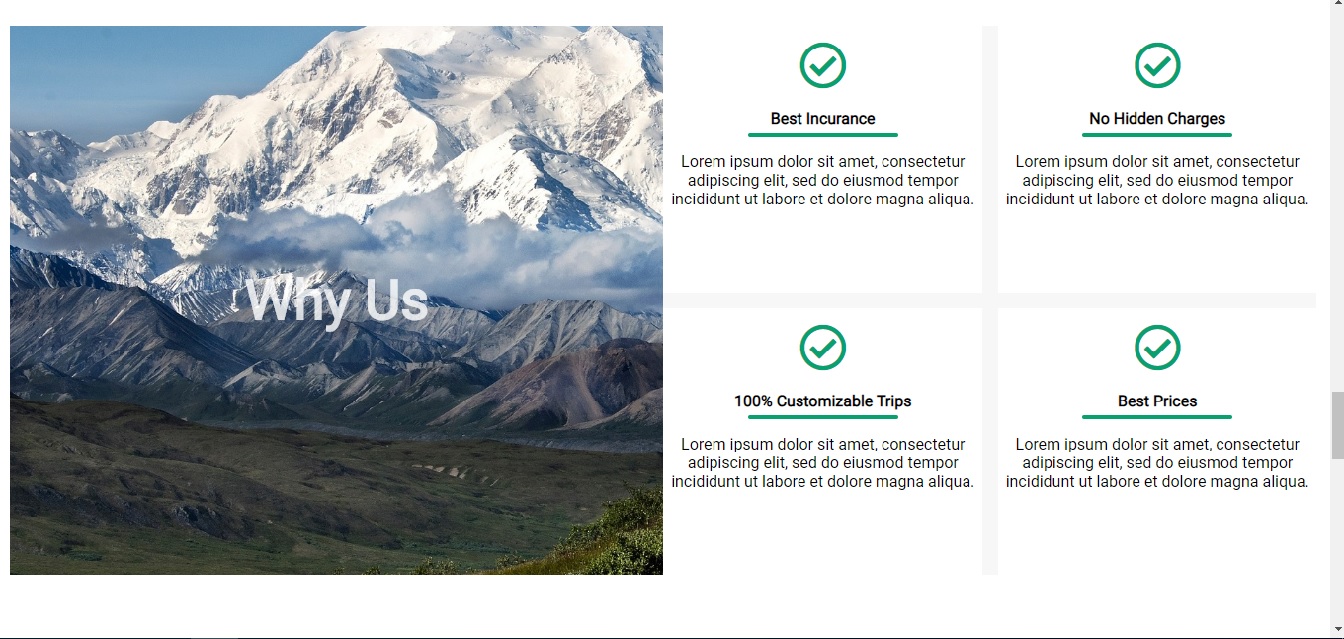 Why Us
Best Incurance
Lorem ipsum dolor sit amet, consectetur
adipiscing elit, sed do eiusmod tempor
incididunt ut labore et dolore magna aliqua.
No Hidden Charges
Lorem ipsum dolor sit amet, consectetur
adipiscing elit, sed do eiusmod tempor
incididunt ut labore et dolore magna aliqua.
100% Customizable Trips
Lorem ipsum dolor sit amet, consectetur
adipiscing elit, sed do eiusmod tempor
incididunt ut labore et dolore magna aliqua.
Best Prices
Lorem ipsum dolor sit amet, consectetur
adipiscing elit, sed do eiusmod tempor
incididunt ut labore et dolore magna aliqua.